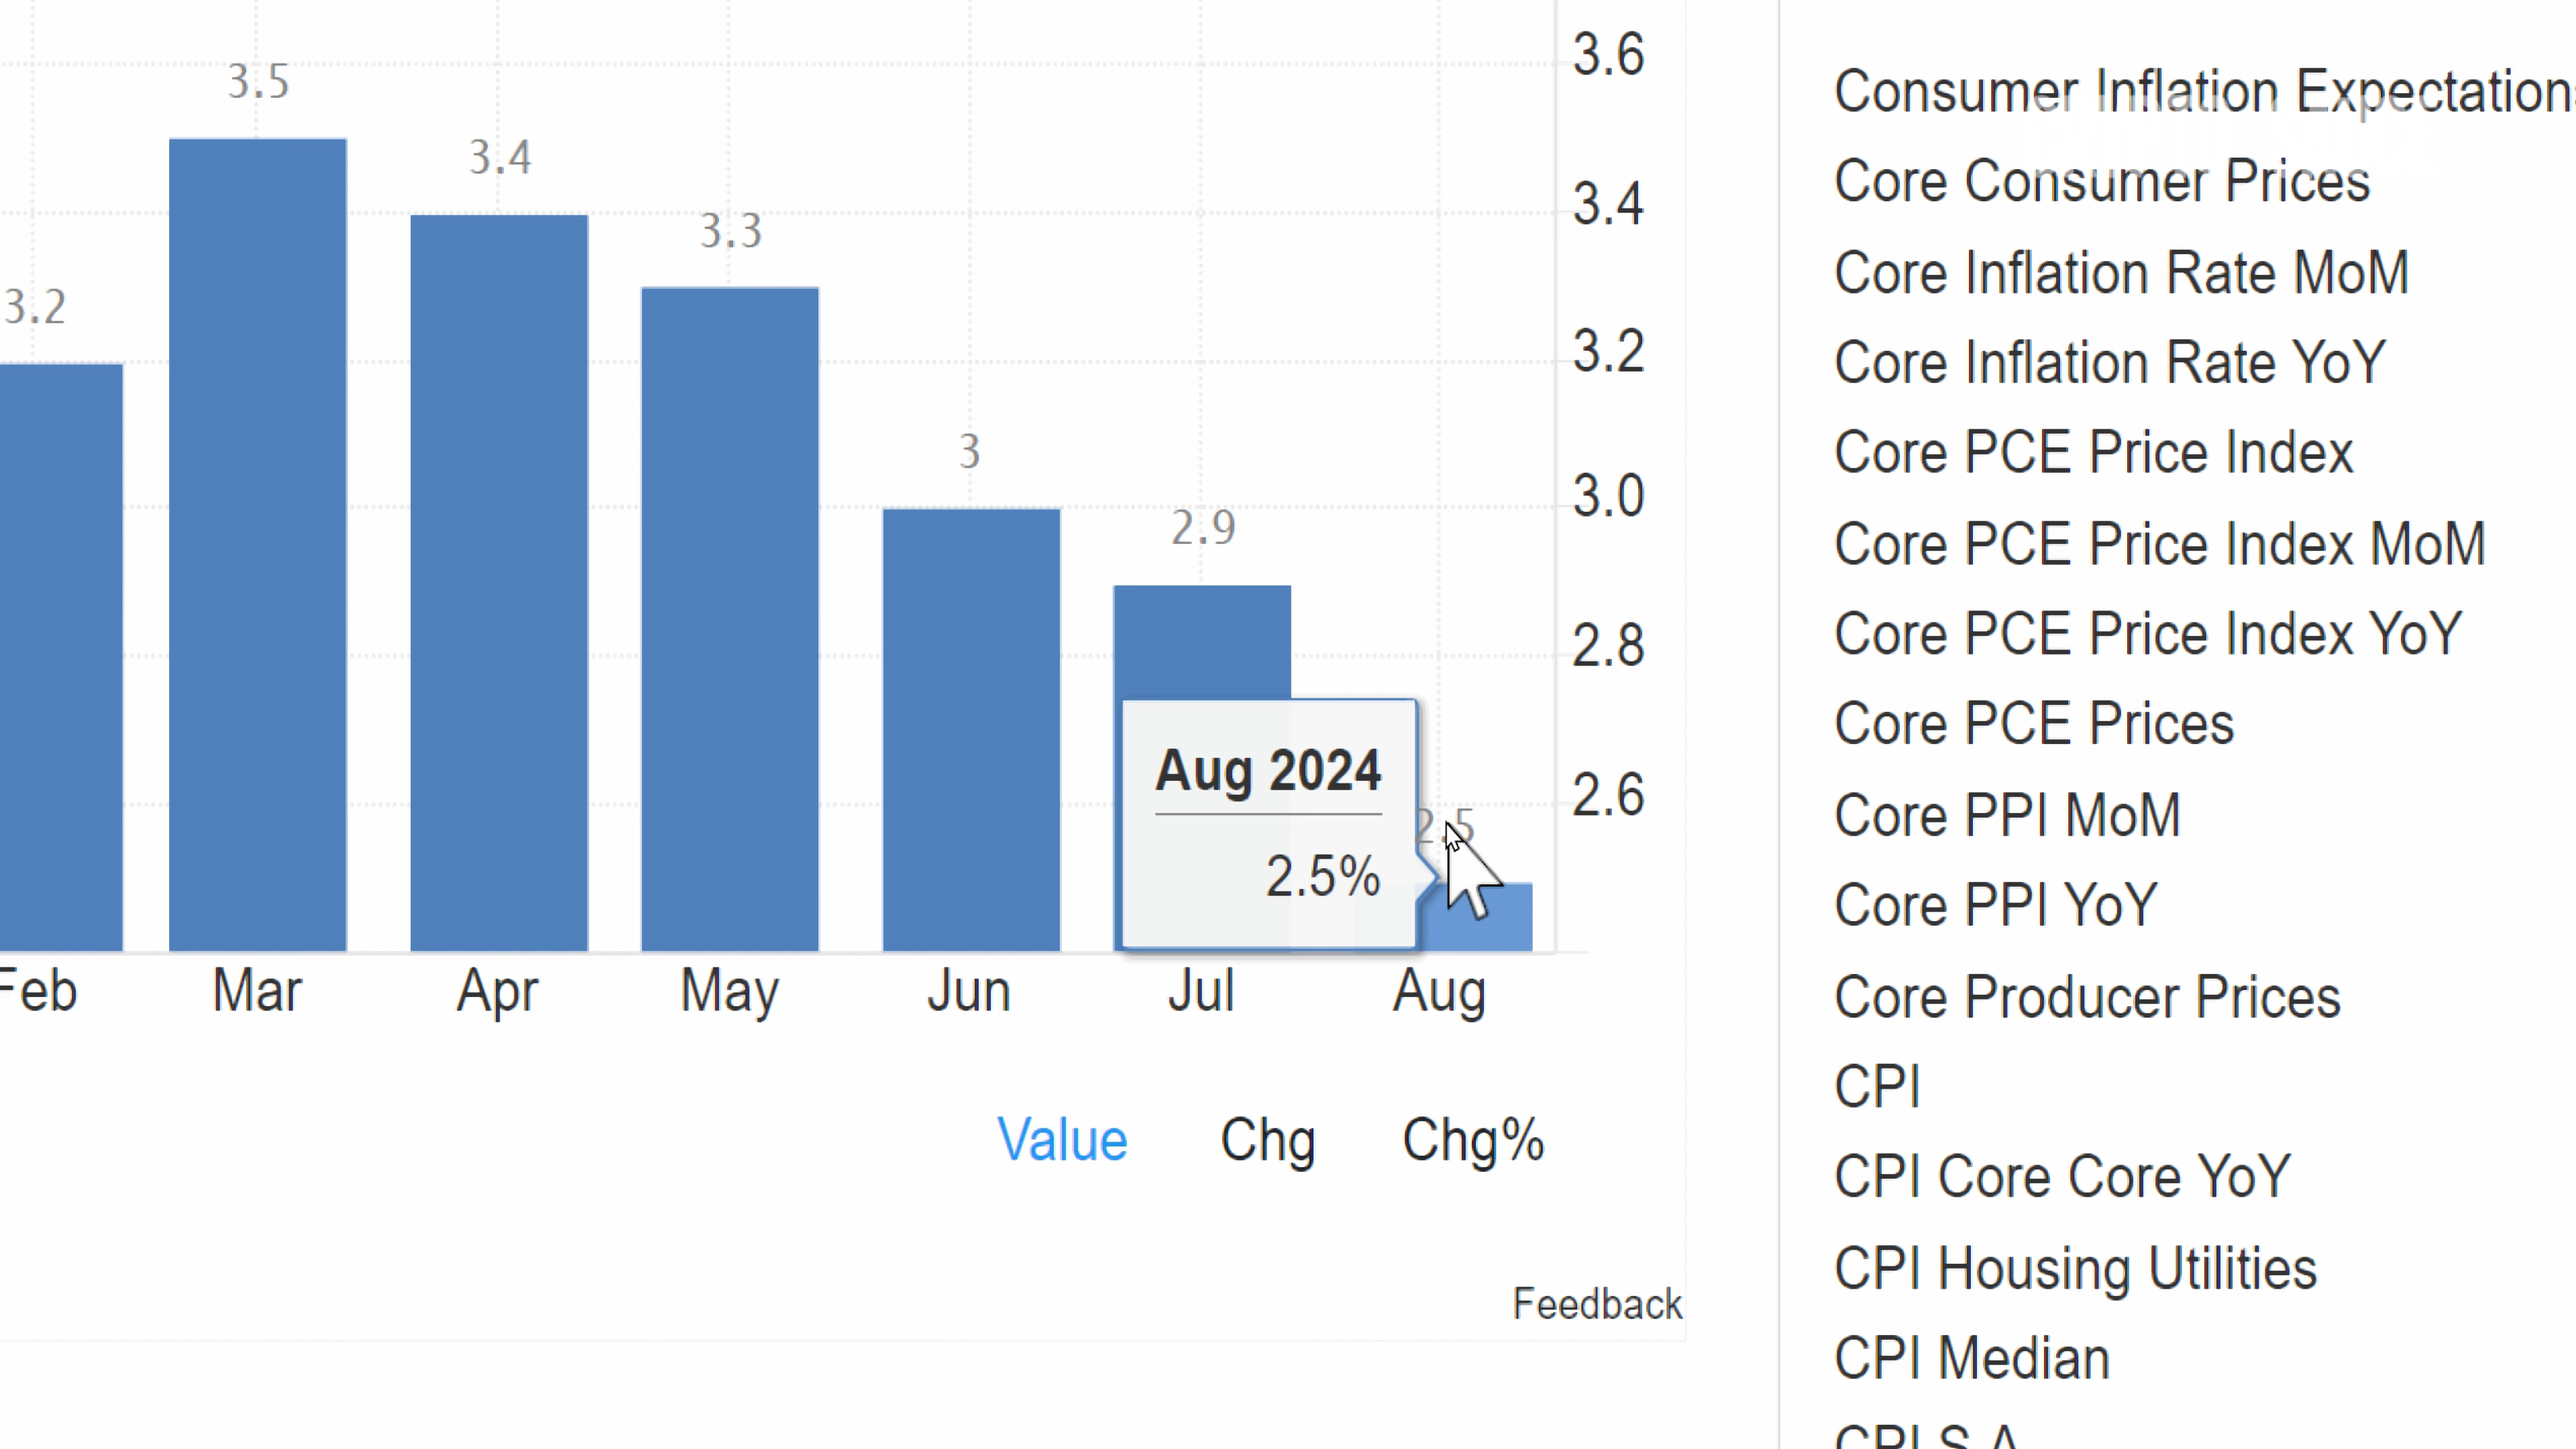 3.5
3.4
3.3
3.2
3
2.9
2.5
3.6
3.4
3.2
3.0
2.8
2.6
Aug 2024
2.5%
Feb Mar Apr May Jun Jul Aug
Value Chg Chg%
Feedback
Consumer Inflation Expectations
Core Consumer Prices
Core Inflation Rate MoM
Core Inflation Rate YoY
Core PCE Price Index
Core PCE Price Index MoM
Core PCE Price Index YoY
Core PCE Prices
Core PPI MoM
Core PPI YoY
Core Producer Prices
CPI
CPI Core Core YoY
CPI Housing Utilities
CPI Median
CPI S.A